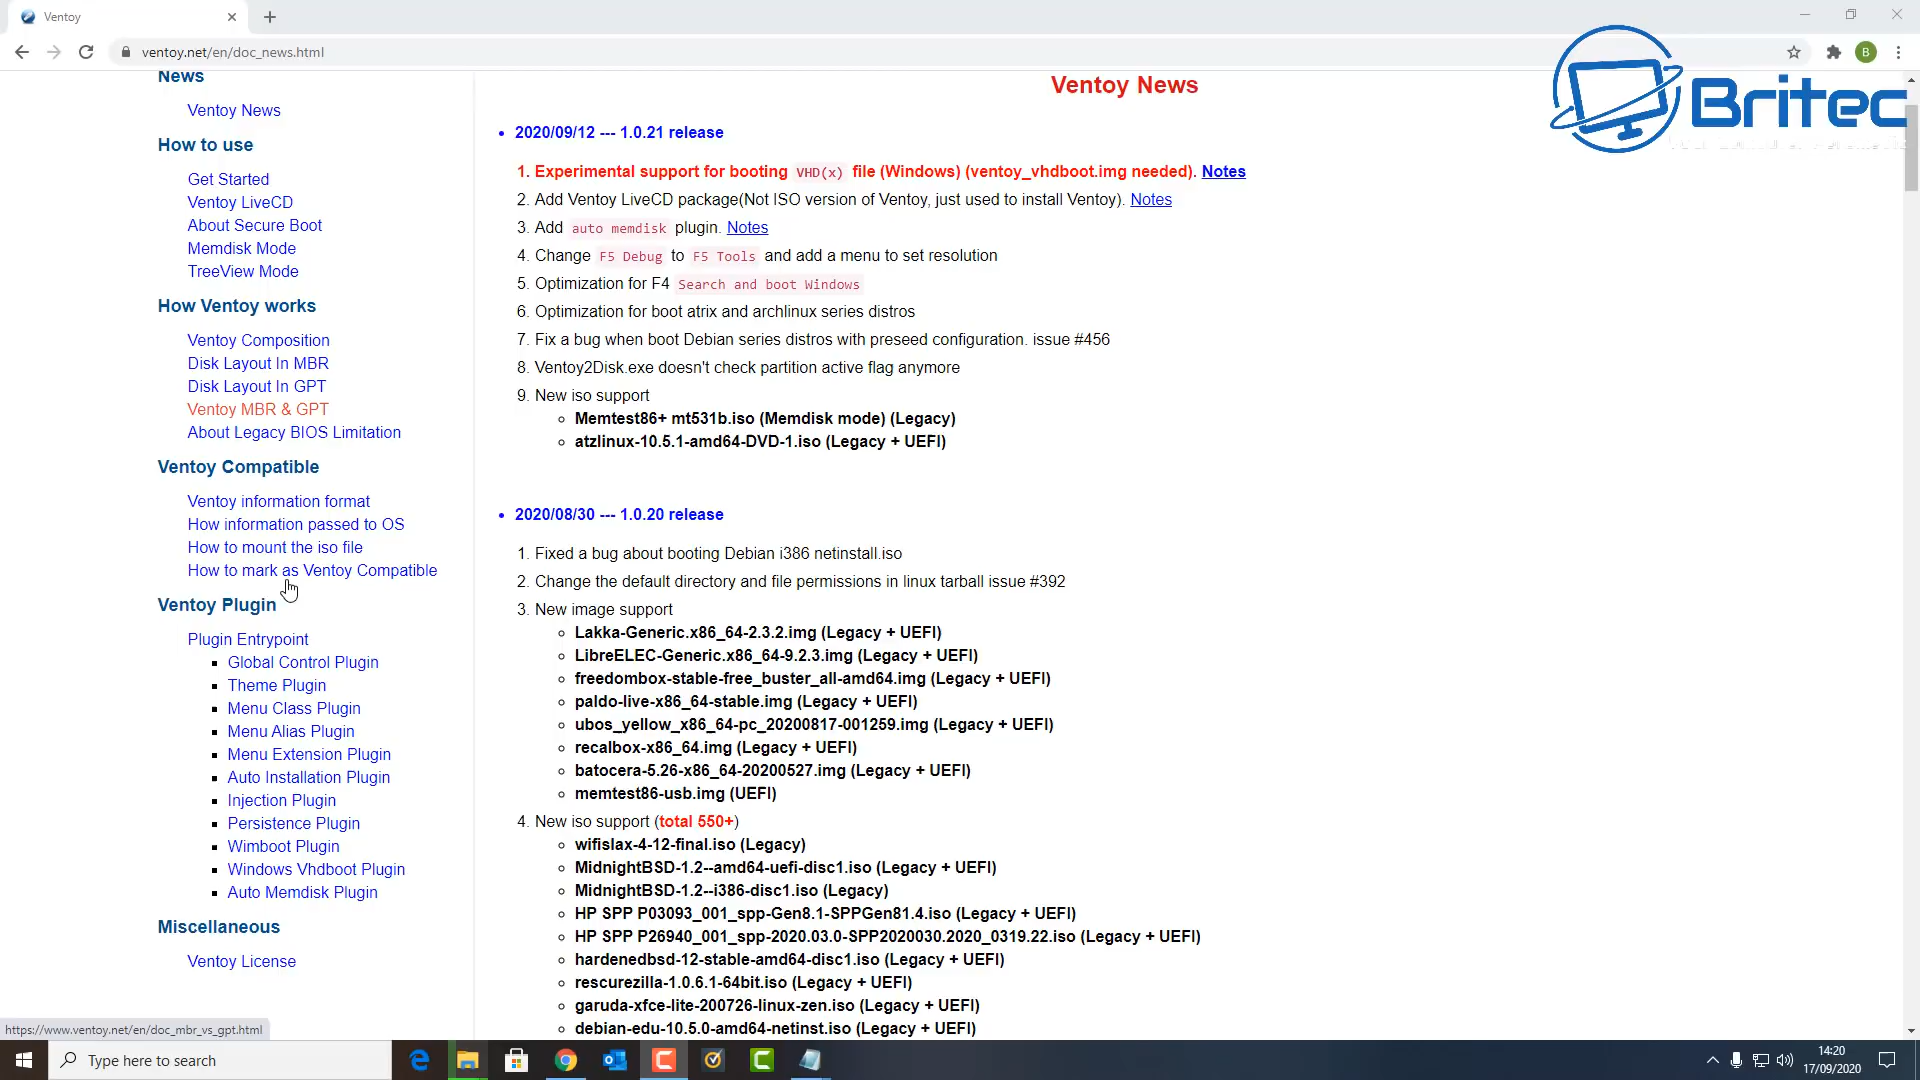 Ventoy
ventoy.net/en/doc_news.html
B
Britec
News
Ventoy News
How to use
Get Started
Ventoy LiveCD
About Secure Boot
Memdisk Mode
TreeView Mode
How Ventoy works
Ventoy Composition
Disk Layout In MBR
Disk Layout In GPT
Ventoy MBR & GPT
About Legacy BIOS Limitation
Ventoy Compatible
Ventoy information format
How information passed to OS
How to mount the iso file
How to mark as Ventoy Compatible
Ventoy Plugin
Plugin Entrypoint
Global Control Plugin
Theme Plugin
Menu Class Plugin
Menu Alias Plugin
Menu Extension Plugin
Auto Installation Plugin
Injection Plugin
Persistence Plugin
Wimboot Plugin
Windows Vhdboot Plugin
Auto Memdisk Plugin
Miscellaneous
Ventoy License
Ventoy News
2020/09/12 --- 1.0.21 release
1. Experimental support for booting VHD(x) file (Windows) (ventoy_vhdboot.img needed). Notes
2. Add Ventoy LiveCD package(Not ISO version of Ventoy, just used to install Ventoy). Notes
3. Add auto memdisk plugin. Notes
4. Change F5 Debug to F5 Tools and add a menu to set resolution
5. Optimization for F4 Search and boot Windows
6. Optimization for boot atrix and archlinux series distros
7. Fix a bug when boot Debian series distros with preseed configuration. issue #456
8. Ventoy2Disk.exe doesn't check partition active flag anymore
9. New iso support
Memtest86+ mt531b.iso (Memdisk mode) (Legacy)
atzlinux-10.5.1-amd64-DVD-1.iso (Legacy + UEFI)
2020/08/30 --- 1.0.20 release
1. Fixed a bug about booting Debian i386 netinstall.iso
2. Change the default directory and file permissions in linux tarball issue #392
3. New image support
Lakka-Generic.x86_64-2.3.2.img (Legacy + UEFI)
LibreELEC-Generic.x86_64-9.2.3.img (Legacy + UEFI)
freedombox-stable-free_buster_all-amd64.img (Legacy + UEFI)
paldo-live-x86_64-stable.img (Legacy + UEFI)
ubos_yellow_x86_64-pc_20200817-001259.img (Legacy + UEFI)
recalbox-x86_64.img (Legacy + UEFI)
batocera-5.26-x86_64-20200527.img (Legacy + UEFI)
memtest86-usb.img (UEFI)
4. New iso support (total 550+)
wifislax-4-12-final.iso (Legacy)
MidnightBSD-1.2--amd64-uefi-disc1.iso (Legacy + UEFI)
MidnightBSD-1.2--i386-disc1.iso (Legacy)
HP SPP P03093_001_spp-Gen8.1-SPPGen81.4.iso (Legacy + UEFI)
HP SPP P26940_001_spp-2020.03.0-SPP2020030.2020_0319.22.iso (Legacy + UEFI)
hardenedbsd-12-stable-amd64-disc1.iso (Legacy + UEFI)
rescurezilla-1.0.6.1-64bit.iso (Legacy + UEFI)
garuda-xfce-lite-200726-linux-zen.iso (Legacy + UEFI)
debian-edu-10.5.0-amd64-netinst.iso (Legacy + UEFI)
https://www.ventoy.net/en/doc_mbr_vs_gpt.html
Type here to search
14:20
17/09/2020